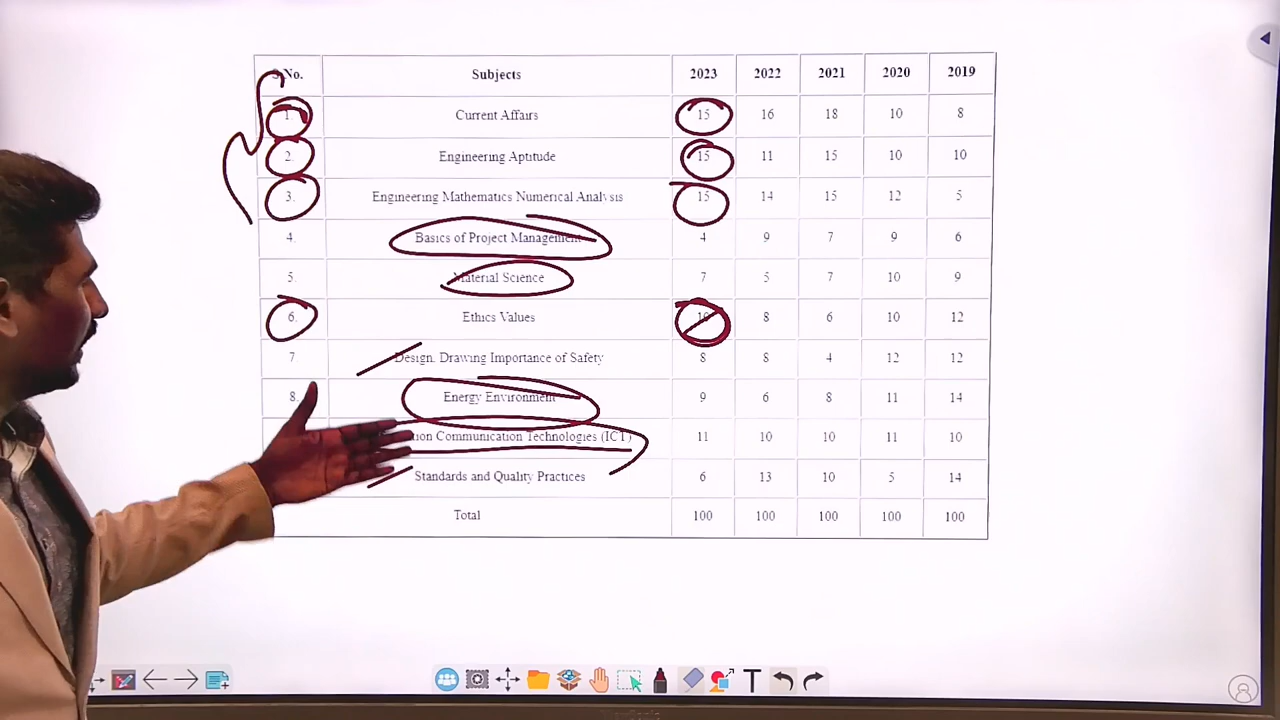 No. Subjects 2023 2022 2021 2020 2019
1. Current Affairs 15 16 18 10 8
2. Engineering Aptitude 15 11 15 10 10
3. Engineering Mathematics Numerical Analysis 15 14 15 12 5
4. Basics of Project Management 4 9 7 9 6
5. Material Science 7 5 7 10 9
6. Ethics Values 10 8 6 10 12
7 Design. Drawing Importance of Safety 8 8 4 12 12
8. Energy Environment 9 6 8 11 14
Communication Technologies (ICT) 11 10 10 11 10
Standards and Quality Practices 6 13 10 5 14
Total 100 100 100 100 100
ViewSonic